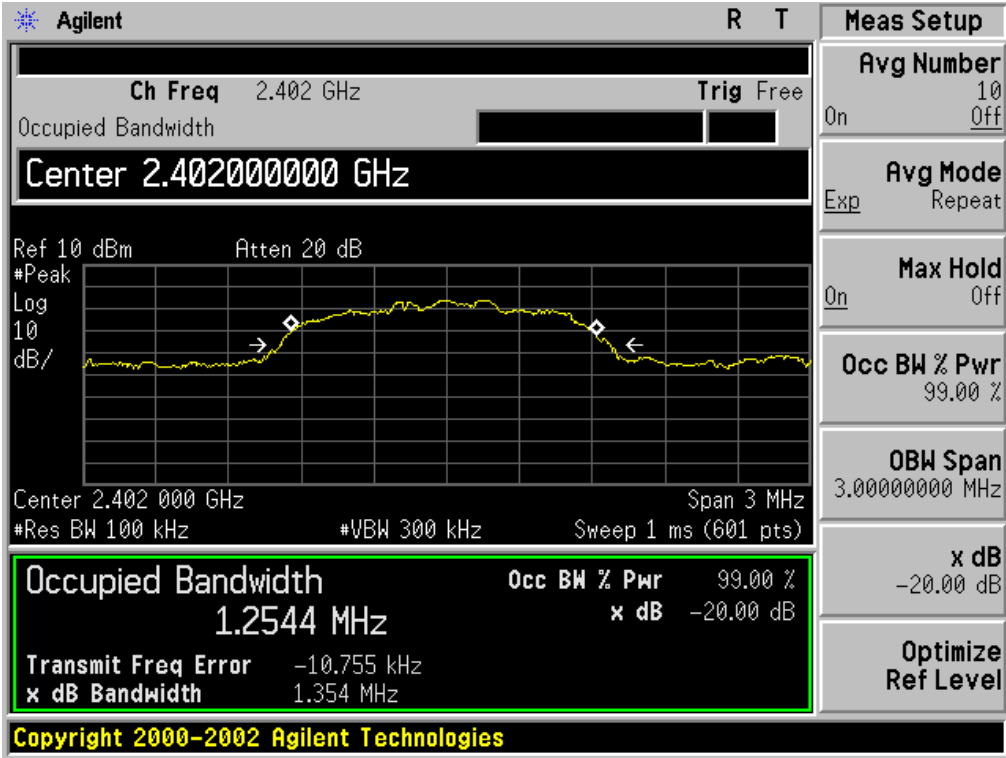 Agilent R T
Ch Freq 2.402 GHz Trig Free
Occupied Bandwidth
Center 2.402000000 GHz
Ref 10 dBm Atten 20 dB
#Peak
Log
10
dB/
Center 2.402 000 GHz Span 3 MHz
#Res BW 100 kHz #VBW 300 kHz Sweep 1 ms (601 pts)
Occupied Bandwidth Occ BW % Pwr 99.00 %
1.2544 MHz x dB -20.00 dB
Transmit Freq Error -10.755 kHz
x dB Bandwidth 1.354 MHz
Copyright 2000-2002 Agilent Technologies
Meas Setup
Avg Number
10
On Off
Avg Mode
Exp Repeat
Max Hold
On Off
Occ BW % Pwr
99.00 %
OBW Span
3.00000000 MHz
x dB
-20.00 dB
Optimize
Ref Level